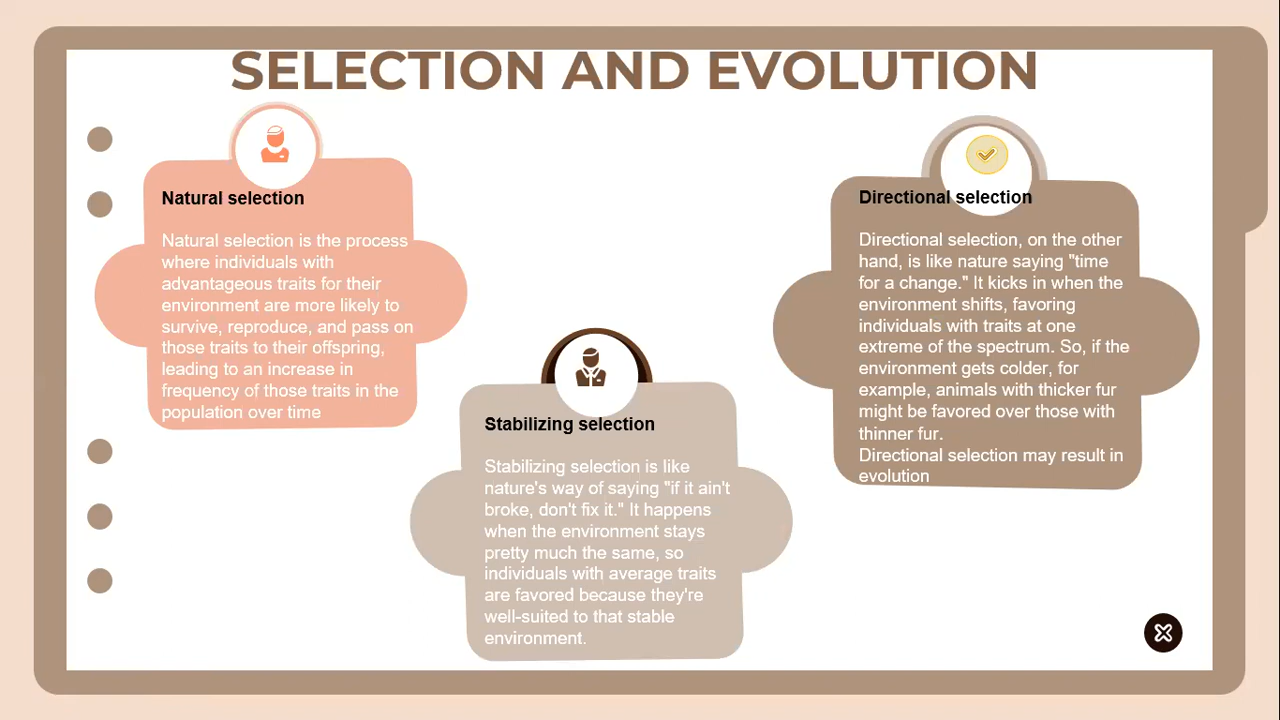 SELECTION AND EVOLUTION
Natural selection
Natural selection is the process
where individuals with
advantageous traits for their
environment are more likely to
survive, reproduce, and pass on
those traits to their offspring,
leading to an increase in
frequency of those traits in the
population over time
Stabilizing selection
Stabilizing selection is like
nature's way of saying "if it ain't
broke, don't fix it." It happens
when the environment stays
pretty much the same, so
individuals with average traits
are favored because they're
well-suited to that stable
environment.
Directional selection
Directional selection, on the other
hand, is like nature saying "time
for a change." It kicks in when the
environment shifts, favoring
individuals with traits at one
extreme of the spectrum. So, if the
environment gets colder, for
example, animals with thicker fur
might be favored over those with
thinner fur.
Directional selection may result in
evolution